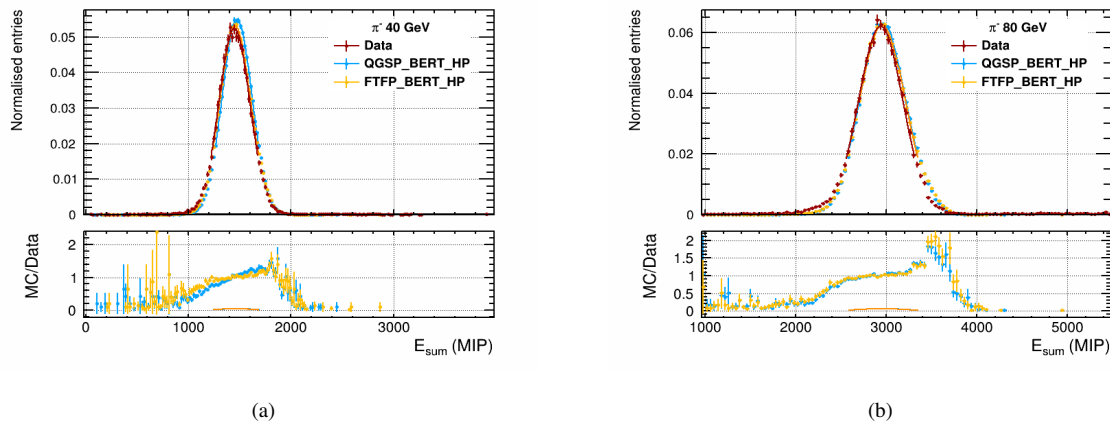 Normalised entries
0.05
0.04
0.03
0.02
0.01
0
π- 40 GeV
Data
QGSP_BERT_HP
FTFP_BERT_HP
MC/Data
2
1
0
0 1000 2000 3000
E_sum (MIP)
(a)
Normalised entries
0.06
0.04
0.02
0
π- 80 GeV
Data
QGSP_BERT_HP
FTFP_BERT_HP
MC/Data
2
1.5
1
0.5
0
1000 2000 3000 4000 5000
E_sum (MIP)
(b)